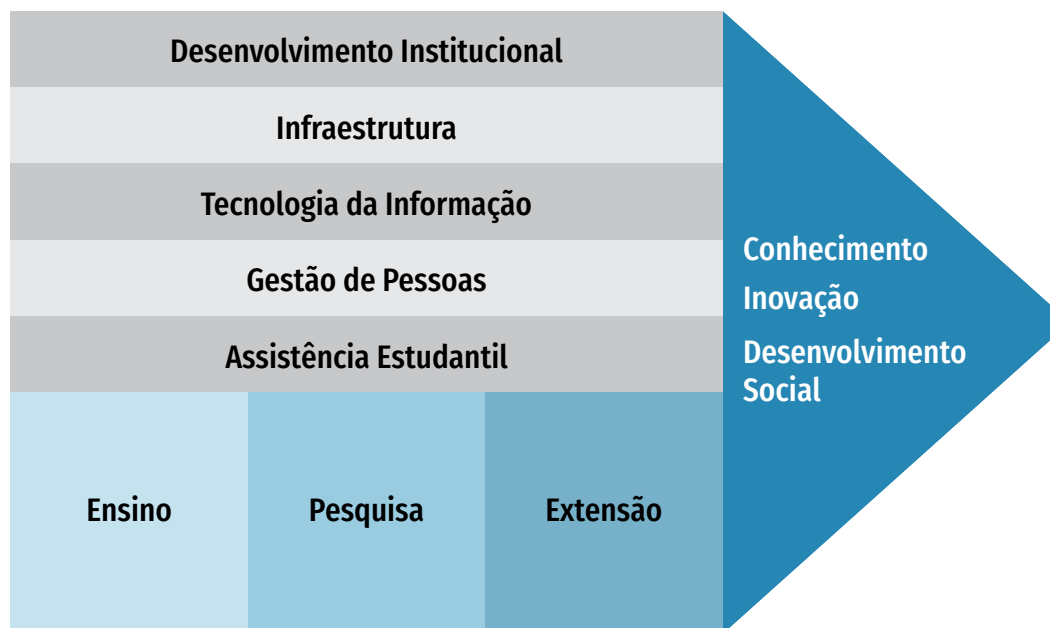 Desenvolvimento Institucional
Infraestrutura
Tecnologia da Informação
Gestão de Pessoas
Assistência Estudantil
Ensino
Pesquisa
Extensão
Conhecimento
Inovação
Desenvolvimento
Social